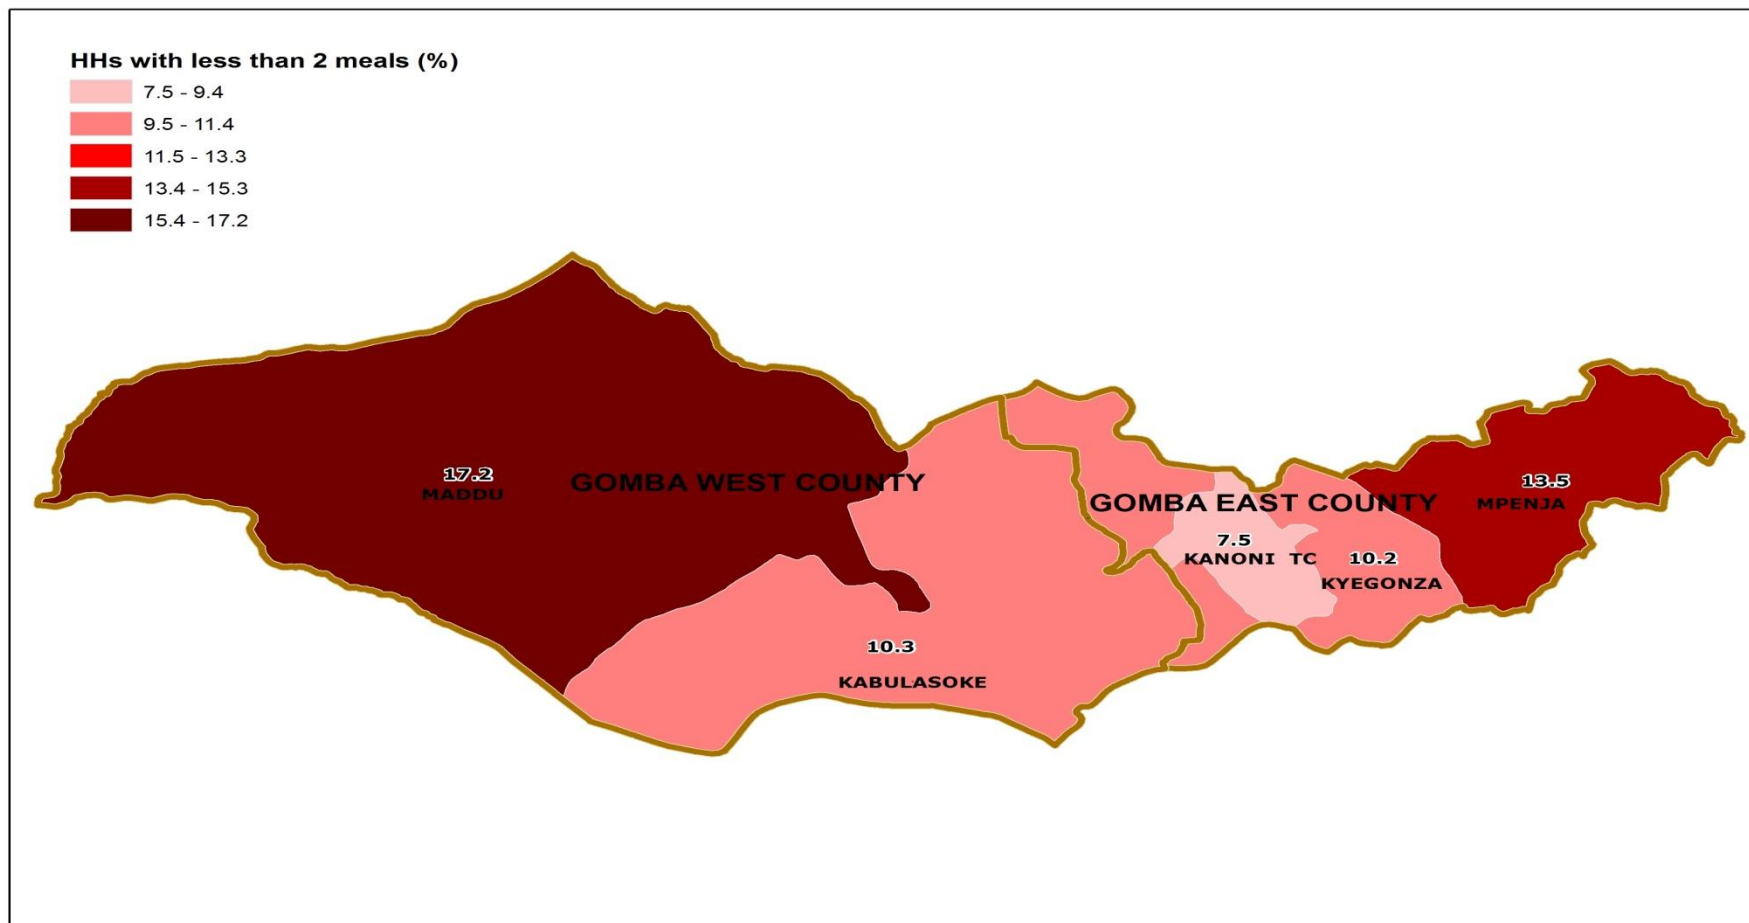 HHs with less than 2 meals (%)
7.5 - 9.4
9.5 - 11.4
11.5 - 13.3
13.4 - 15.3
15.4 - 17.2
17.2
MADDU
GOMBA WEST COUNTY
10.3
KABULASOKE
GOMBA EAST COUNTY
7.5
KANONI TC
10.2
KYEGONZA
13.5
MPENJA